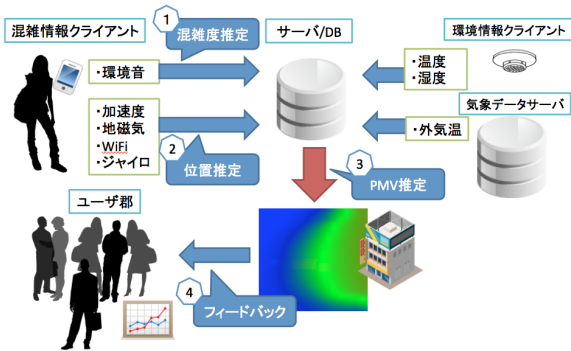 混雑情報クライアント
1
混雑度推定
サーバ/DB
環境情報クライアント
・環境音
・温度
・湿度
・加速度
・地磁気
・WiFi
・ジャイロ
2
位置推定
気象データサーバ
・外気温
3
PMV推定
ユーザ郡
4
フィードバック